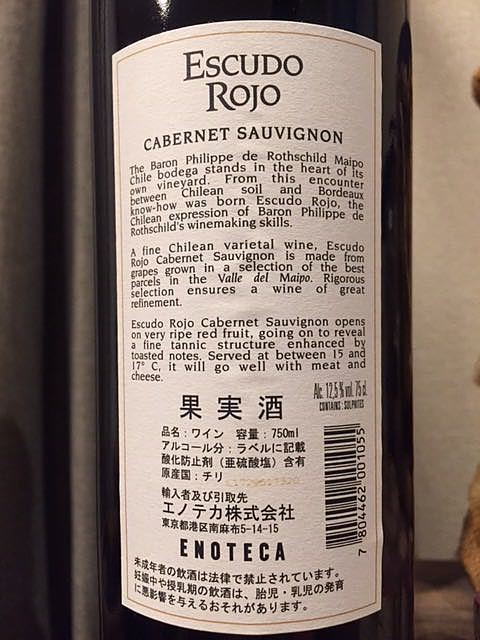 ESCUDO
ROJO
CABERNET SAUVIGNON
The Baron Philippe de Rothschild Maipo
Chile bodega stands in the heart of its
own vineyard. From this encounter
between Chilean soil and Bordeaux
know-how was born Escudo Rojo, the
Chilean expression of Baron Philippe de
Rothschild's winemaking skills.
A fine Chilean varietal wine, Escudo
Rojo Cabernet Sauvignon is made from
grapes grown in a selection of the best
parcels in the Valle del Maipo. Rigorous
selection ensures a wine of great
refinement.
Escudo Rojo Cabernet Sauvignon opens
on very ripe red fruit, going on to reveal
a fine tannic structure enhanced by
toasted notes. Served at between 15 and
17° C, it will go well with meat and
cheese.
Alc. 12,5 % vol. 75 cl.
CONTAINS : SULPHITES
果実酒
品名：ワイン 容量：750ml
アルコール分：ラベルに記載
酸化防止剤（亜硫酸塩）含有
原産国：チリ
輸入者及び引取先
エノテカ株式会社
東京都港区南麻布5-14-15
ENOTECA
7 804462 001055
未成年者の飲酒は法律で禁止されています。
妊娠中や授乳期の飲酒は、胎児・乳児の発育
に悪影響を与えるおそれがあります。